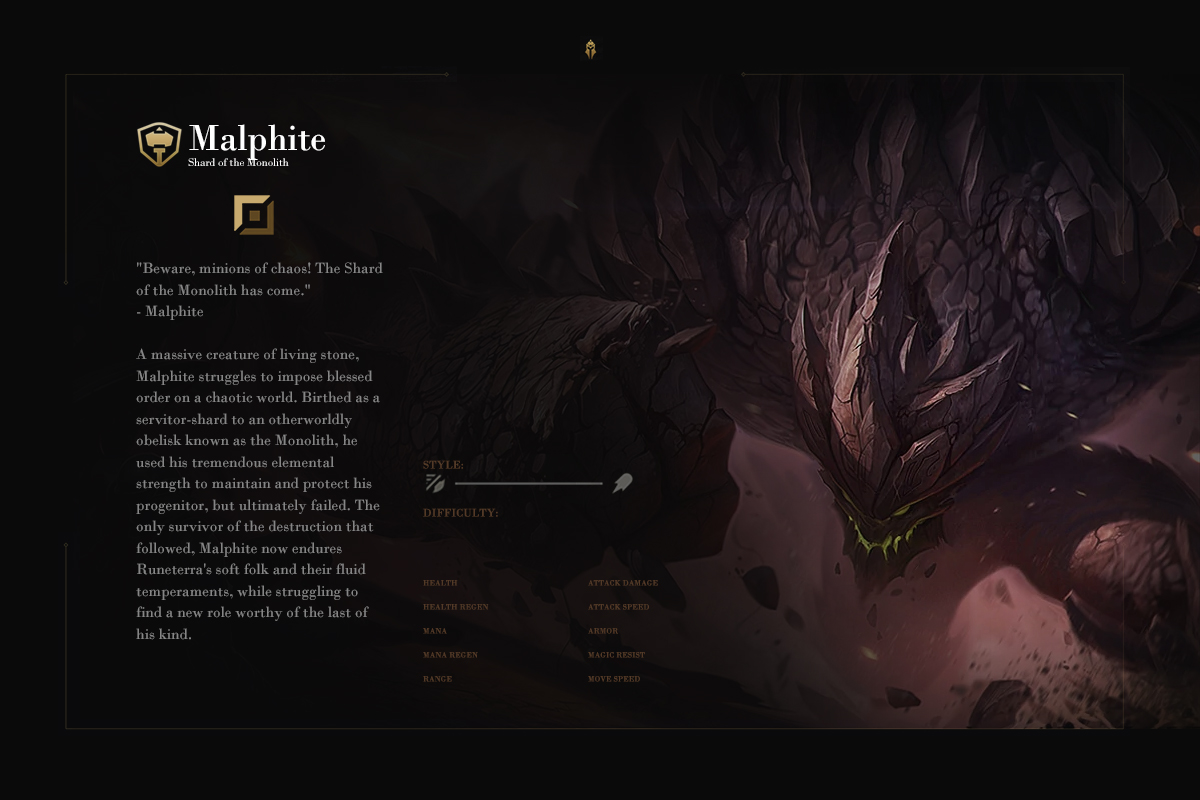 Malphite
Shard of the Monolith
"Beware, minions of chaos! The Shard
of the Monolith has come."
- Malphite
A massive creature of living stone,
Malphite struggles to impose blessed
order on a chaotic world. Birthed as a
servitor-shard to an otherworldly
obelisk known as the Monolith, he
used his tremendous elemental
strength to maintain and protect his
progenitor, but ultimately failed. The
only survivor of the destruction that
followed, Malphite now endures
Runeterra's soft folk and their fluid
temperaments, while struggling to
find a new role worthy of the last of
his kind.
STYLE:
DIFFICULTY:
HEALTH
HEALTH REGEN
MANA
MANA REGEN
RANGE
ATTACK DAMAGE
ATTACK SPEED
ARMOR
MAGIC RESIST
MOVE SPEED